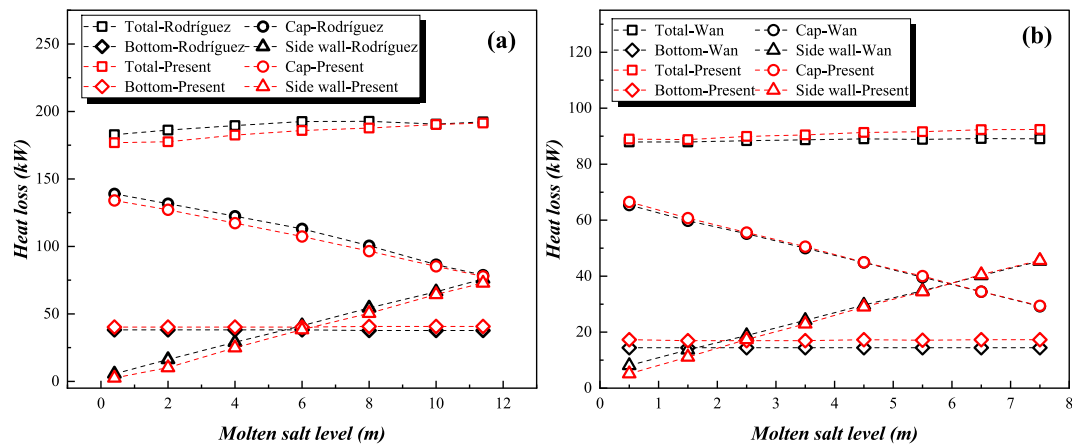 Total-Rodríguez Cap-Rodríguez
Bottom-Rodríguez Side wall-Rodríguez
Total-Present Cap-Present
Bottom-Present Side wall-Present
(a)
250
200
150
100
50
0
Heat loss (kW)
0 2 4 6 8 10 12
Molten salt level (m)
Total-Wan Cap-Wan
Bottom-Wan Side wall-Wan
Total-Present Cap-Present
Bottom-Present Side wall-Present
(b)
120
100
80
60
40
20
0
Heat loss (kW)
0 1 2 3 4 5 6 7 8
Molten salt level (m)